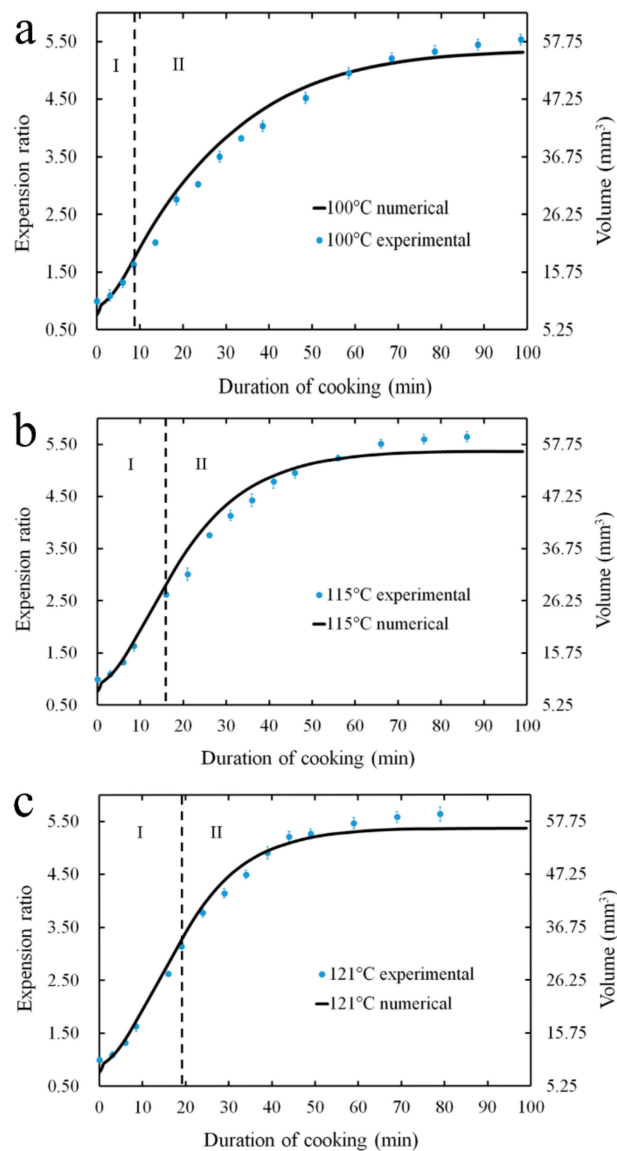 a
5.50
4.50
3.50
2.50
1.50
0.50
Expension ratio
I
II
100°C numerical
100°C experimental
57.75
47.25
36.75
26.25
15.75
5.25
Volume (mm³)
0 10 20 30 40 50 60 70 80 90 100
Duration of cooking (min)
b
5.50
4.50
3.50
2.50
1.50
0.50
Expension ratio
I
II
115°C experimental
115°C numerical
57.75
47.25
36.75
26.25
15.75
5.25
Volume (mm³)
0 10 20 30 40 50 60 70 80 90 100
Duration of cooking (min)
c
5.50
4.50
3.50
2.50
1.50
0.50
Expension ratio
I
II
121°C experimental
121°C numerical
57.75
47.25
36.75
26.25
15.75
5.25
Volume (mm³)
0 10 20 30 40 50 60 70 80 90 100
Duration of cooking (min)